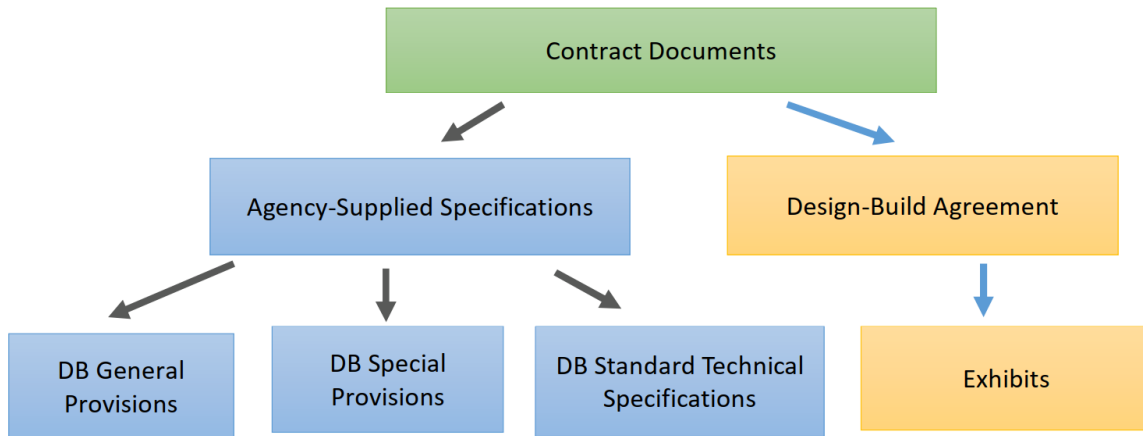 Contract Documents
Agency-Supplied Specifications
Design-Build Agreement
DB General
Provisions
DB Special
Provisions
DB Standard Technical
Specifications
Exhibits